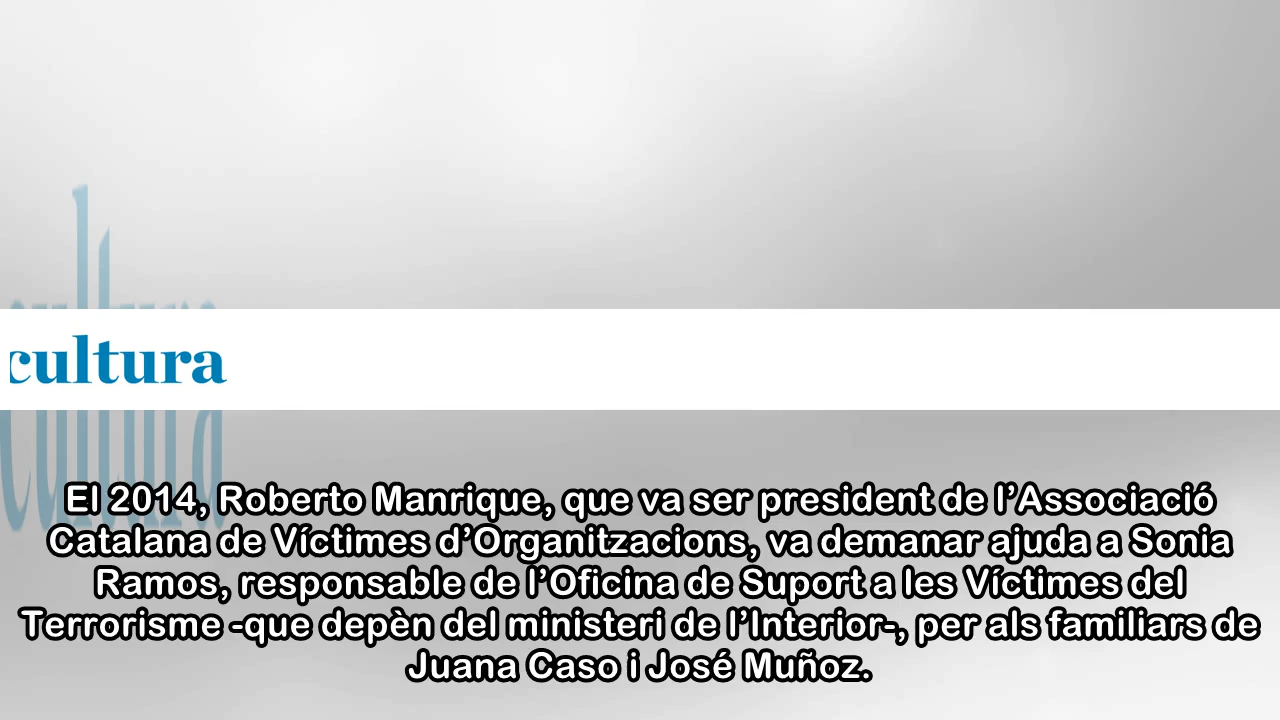 cultura
El 2014, Roberto Manrique, que va ser president de l’Associació
Catalana de Víctimes d’Organitzacions, va demanar ajuda a Sonia
Ramos, responsable de l’Oficina de Suport a les Víctimes del
Terrorisme -que depèn del ministeri de l’Interior-, per als familiars de
Juana Caso i José Muñoz.